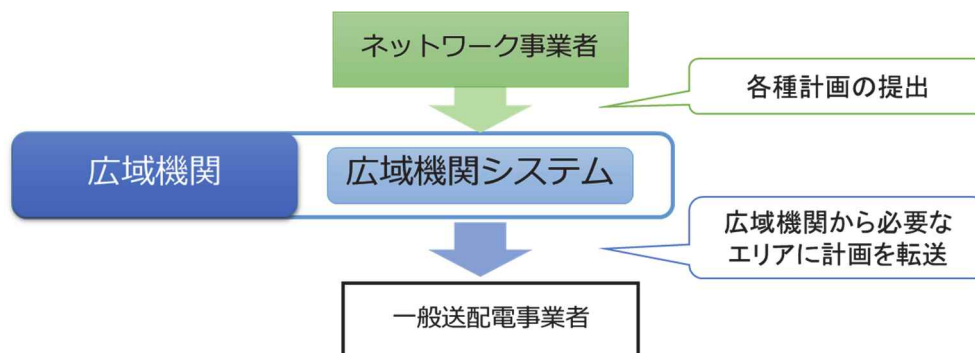 ネットワーク事業者
各種計画の提出
広域機関
広域機関システム
広域機関から必要な
エリアに計画を転送
一般送配電事業者